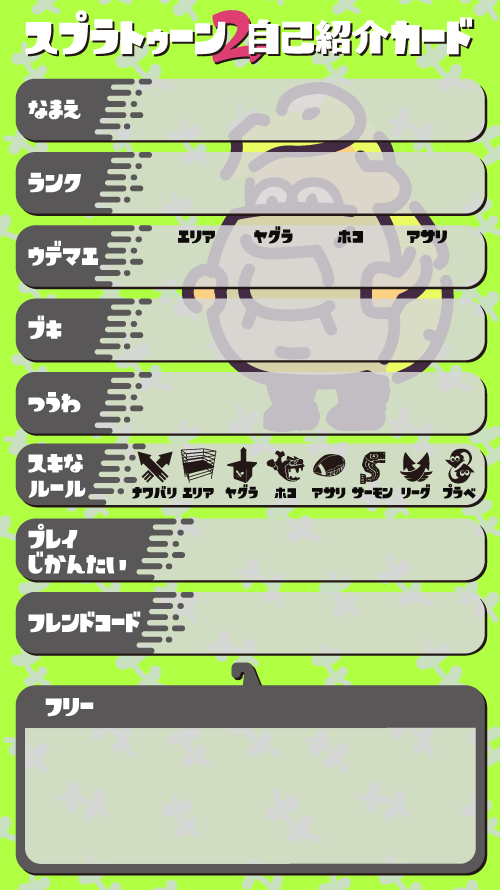 スプラトゥーン2自己紹介カード
なまえ
ランク
ウデマエ
エリア ヤグラ ホコ アサリ
ブキ
つうわ
スキな
ルール
ナワバリ エリア ヤグラ ホコ アサリ サーモン リーグ プラベ
プレイ
じかんたい
フレンドコード
フリー